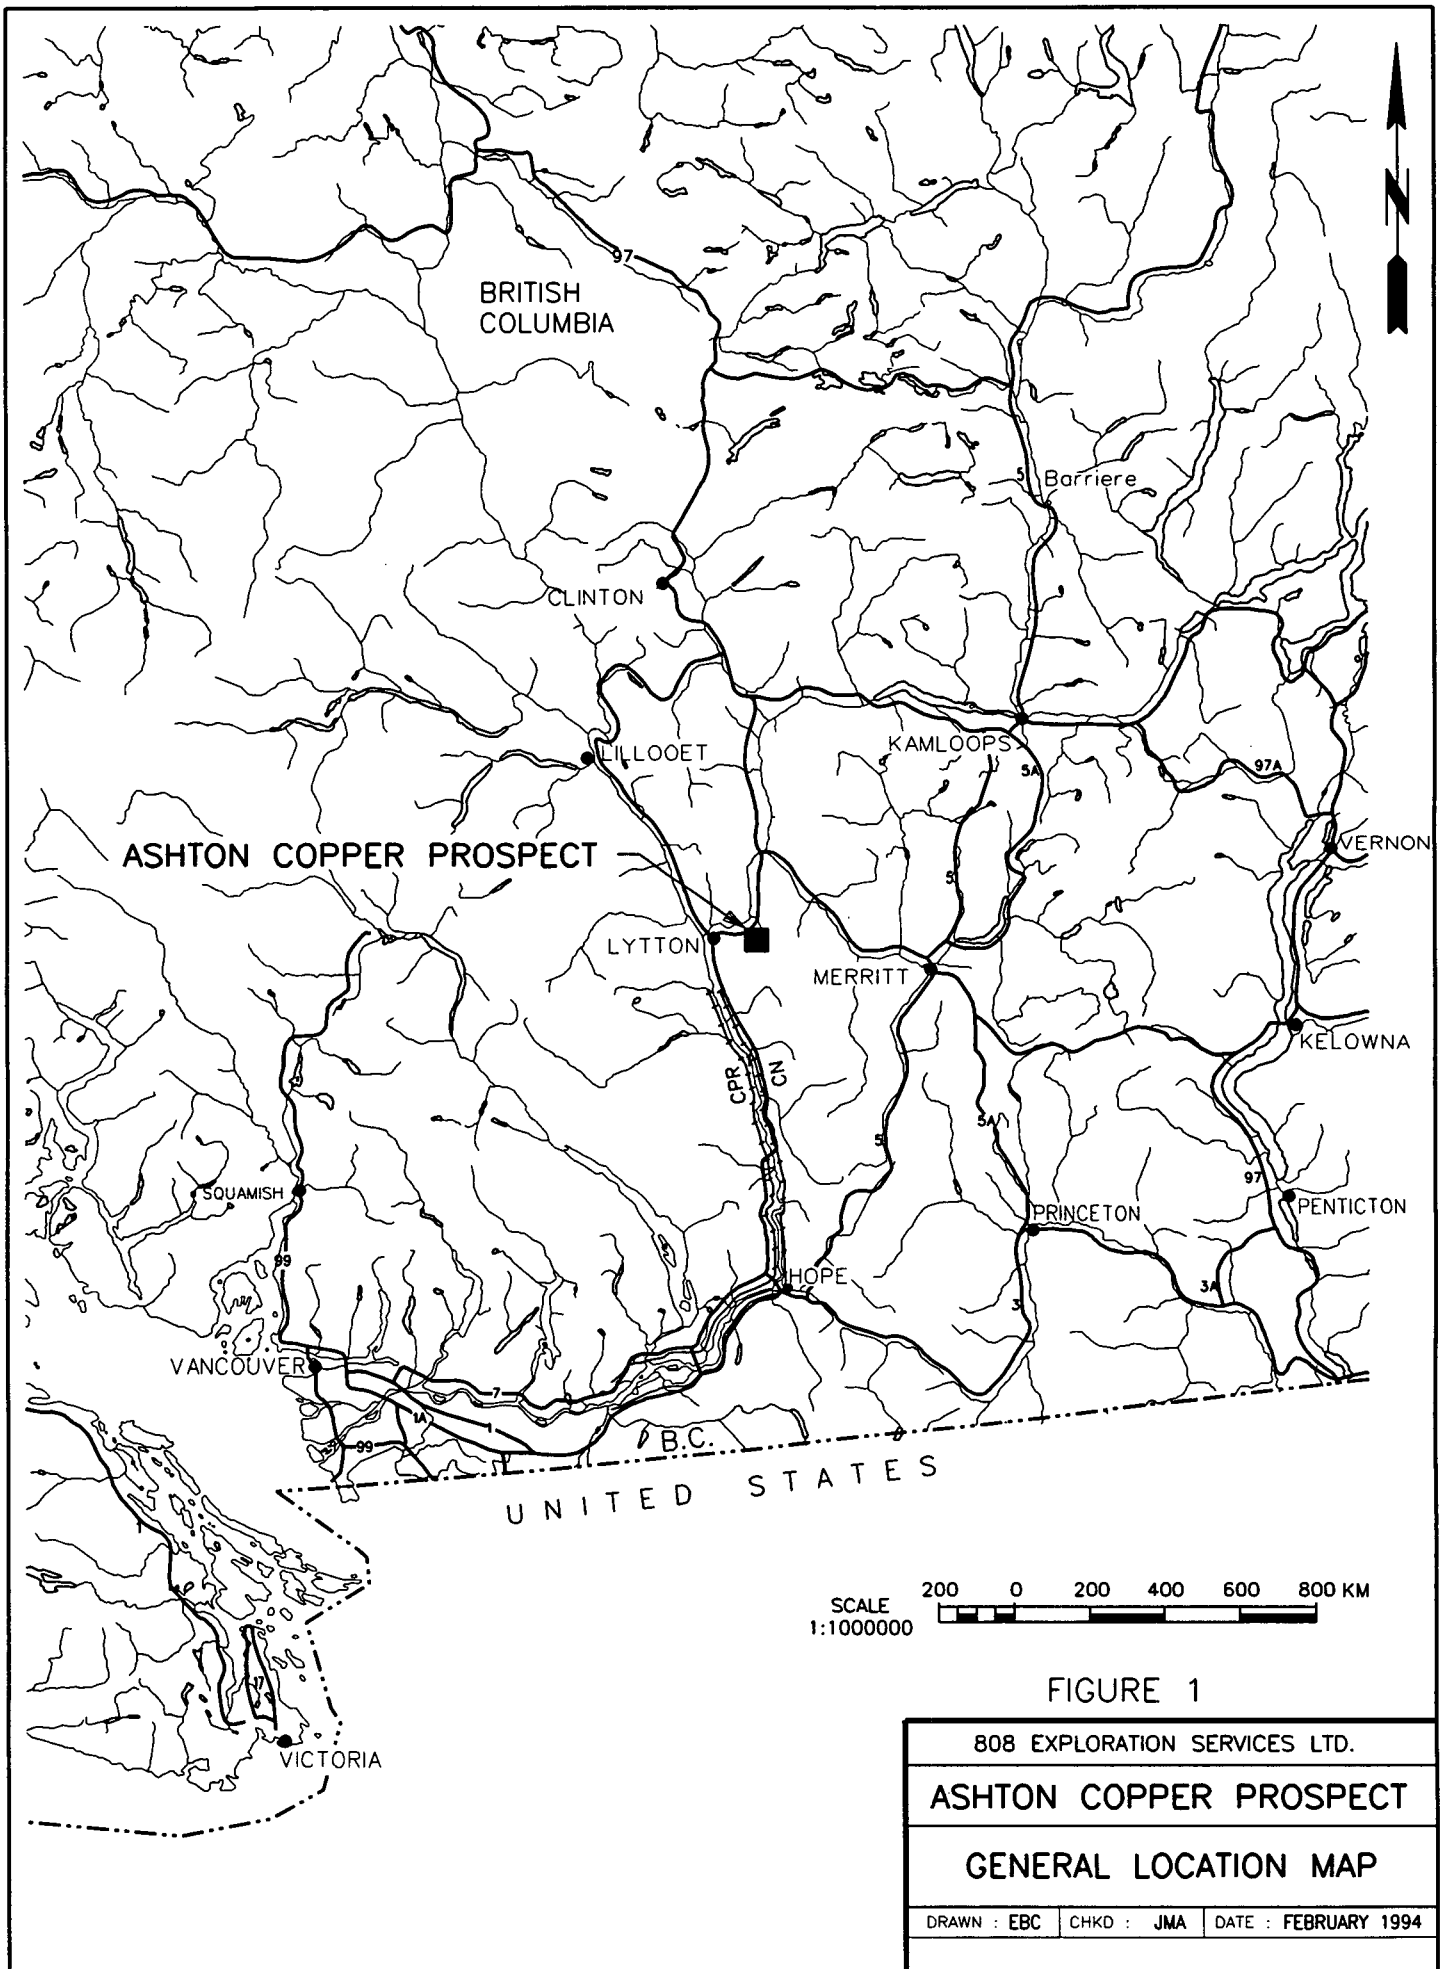 N
97
BRITISH
COLUMBIA
5
Barriere
CLINTON
LILLOOET
KAMLOOPS
5A
97A
VERNON
ASHTON COPPER PROSPECT
5
LYTTON
MERRITT
KELOWNA
CPR
CN
5A
5
97
SQUAMISH
PENTICTON
PRINCETON
99
HOPE
3A
3
VANCOUVER
7
1A
1
99
B.C.
UNITED STATES
1
17
VICTORIA
SCALE
1:1000000
200 0 200 400 600 800 KM
FIGURE 1
808 EXPLORATION SERVICES LTD.
ASHTON COPPER PROSPECT
GENERAL LOCATION MAP
DRAWN : EBC CHKD : JMA DATE : FEBRUARY 1994